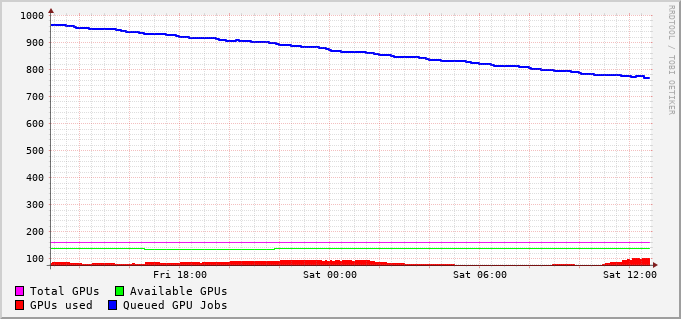 1000
900
800
700
600
500
400
300
200
100
Fri 18:00 Sat 00:00 Sat 06:00 Sat 12:00
Total GPUs Available GPUs
GPUs used Queued GPU Jobs
RRDTOOL / TOBI OETIKER